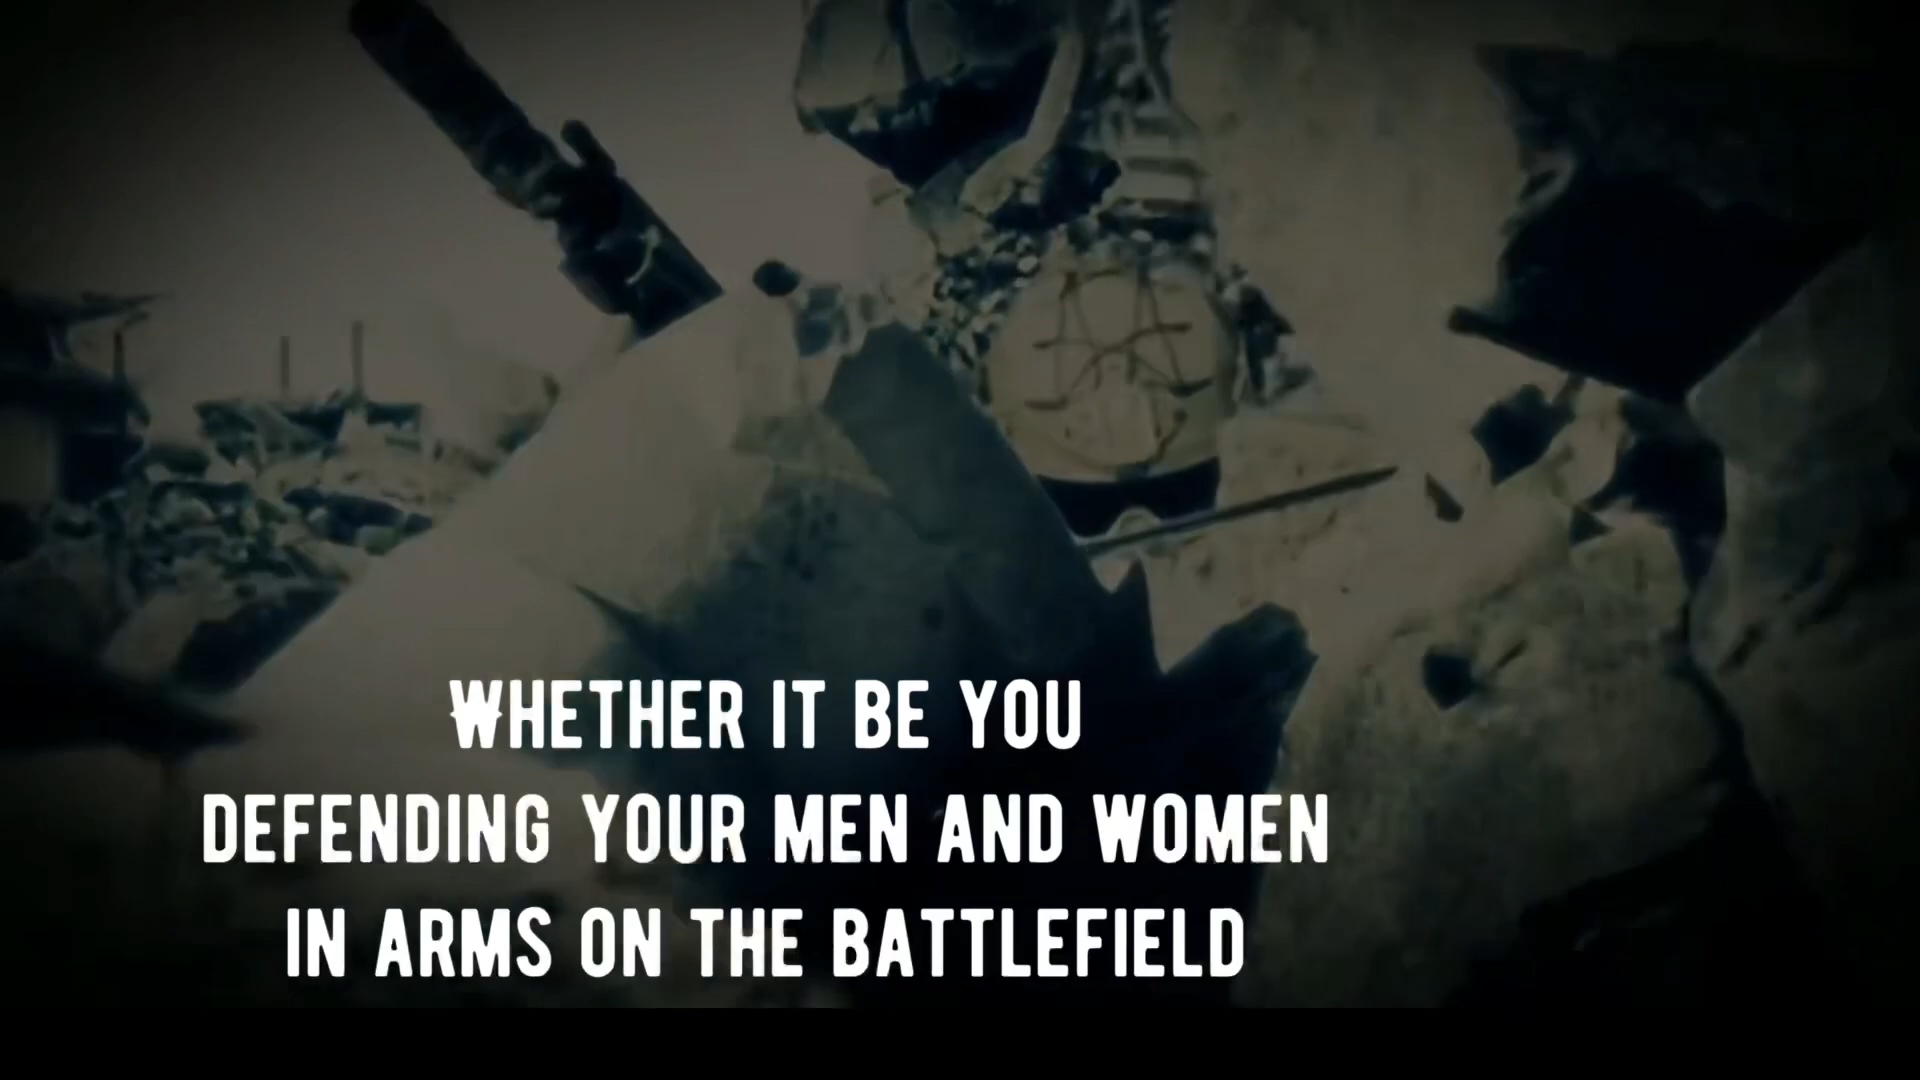 WHETHER IT BE YOU
DEFENDING YOUR MEN AND WOMEN
IN ARMS ON THE BATTLEFIELD